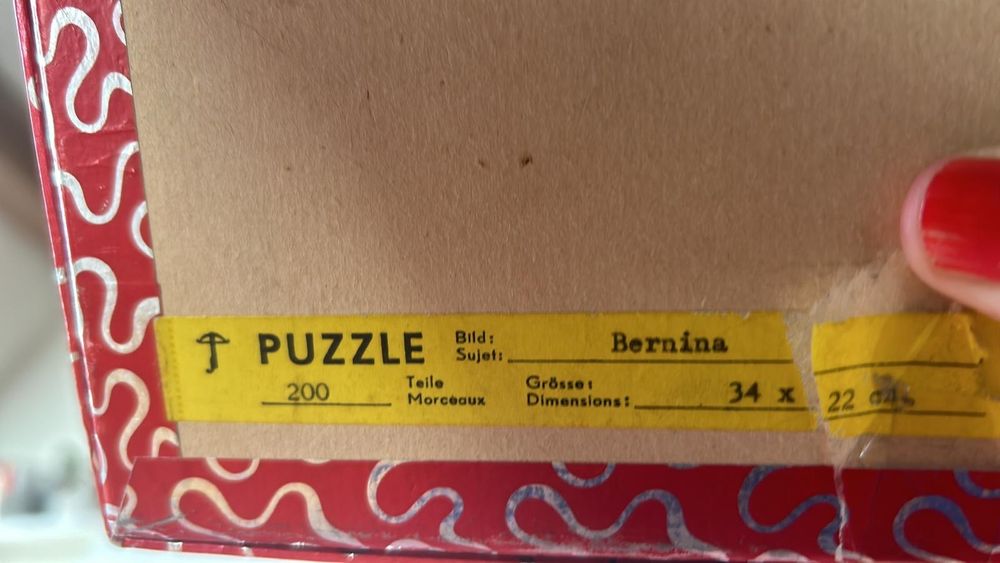 PUZZLE
Bild: Bernina
Sujet:
200 Teile
Morceaux
Grösse: 34 x 22
Dimensions: